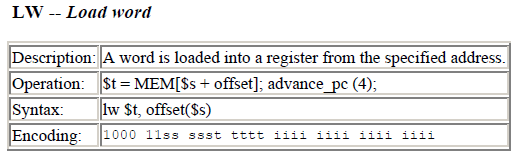 LW -- Load word
Description: A word is loaded into a register from the specified address.
Operation: $t = MEM[$s + offset]; advance_pc (4);
Syntax: lw $t, offset($s)
Encoding: 1000 11ss ssst tttt iiii iiii iiii iiii